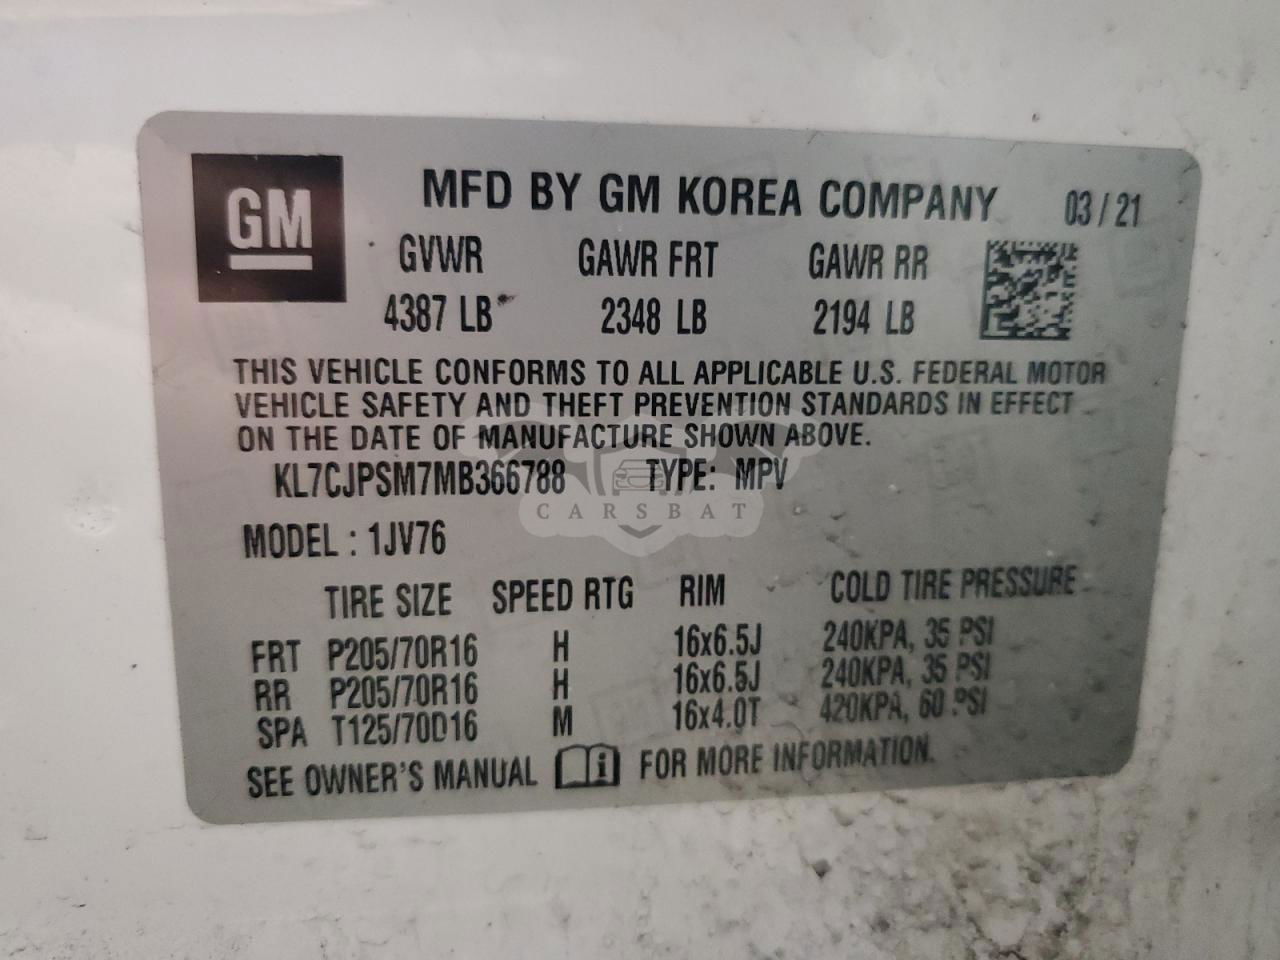 GM
MFD BY GM KOREA COMPANY 03/21
GVWR GAWR FRT GAWR RR
4387 LB 2348 LB 2194 LB
THIS VEHICLE CONFORMS TO ALL APPLICABLE U.S. FEDERAL MOTOR
VEHICLE SAFETY AND THEFT PREVENTION STANDARDS IN EFFECT
ON THE DATE OF MANUFACTURE SHOWN ABOVE.
KL7CJPSM7MB366788 TYPE: MPV
CARSBAT
MODEL : 1JV76
TIRE SIZE SPEED RTG RIM COLD TIRE PRESSURE
FRT P205/70R16 H 16x6.5J 240KPA, 35 PSI
RR P205/70R16 H 16x6.5J 240KPA, 35 PSI
SPA T125/70D16 M 16x4.0T 420KPA, 60 PSI
SEE OWNER'S MANUAL i FOR MORE INFORMATION.